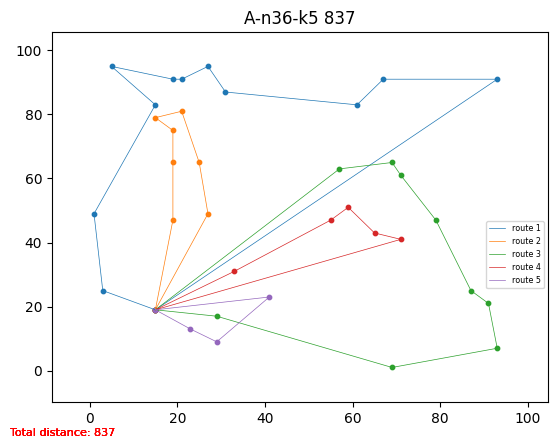 A-n36-k5 837
100
80
60
40
20
0
0 20 40 60 80 100
route 1
route 2
route 3
route 4
route 5
Total distance: 837